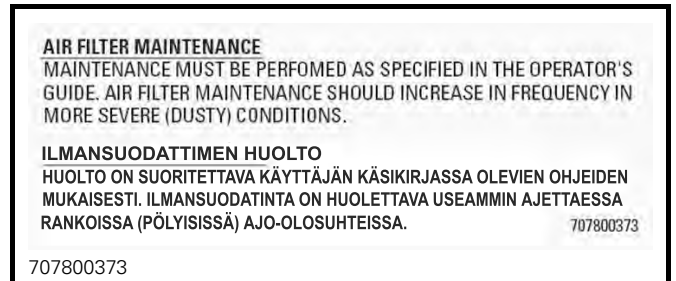 AIR FILTER MAINTENANCE
MAINTENANCE MUST BE PERFOMED AS SPECIFIED IN THE OPERATOR'S
GUIDE. AIR FILTER MAINTENANCE SHOULD INCREASE IN FREQUENCY IN
MORE SEVERE (DUSTY) CONDITIONS.
ILMANSUODATTIMEN HUOLTO
HUOLTO ON SUORITETTAVA KÄYTTÄJÄN KÄSIKIRJASSA OLEVIEN OHJEIDEN
MUKAISESTI. ILMANSUODATINTA ON HUOLETTAVA USEAMMIN AJETTAESSA
RANKOISSA (PÖLYISISSÄ) AJO-OLOSUHTEISSA.
707800373
707800373